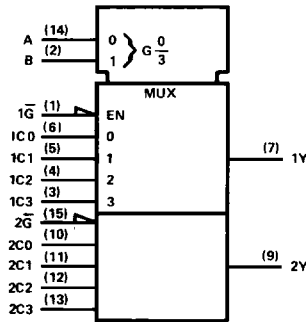 A (14) 0 } G 0/3
B (2) 1
MUX
1G̅ (1) EN
1C0 (6) 0
1C1 (5) 1 (7) 1Y
1C2 (4) 2
1C3 (3) 3
2G̅ (15)
2C0 (10)
2C1 (11) (9) 2Y
2C2 (12)
2C3 (13)